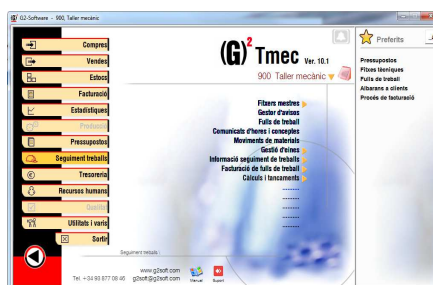 G2-Software - 900, Taller mecànic
Compres
Vendes
Estocs
Facturació
Estadístiques
Producció
Pressupostos
Seguiment treballs
Tresoreria
Recursos humans
Qualitat
Utilitats i varis
Sortir
(G)2 Tmec Ver. 10.1
900 Taller mecànic
Fitxers mestres
Gestor d'avisos
Fulls de treball
Comunicats d'hores i conceptes
Moviments de materials
Gestió d'eines
Informació seguiment de treballs
Facturació de fulls de treball
Càlculs i tancaments
-------
-------
-------
-------
-------
Seguiment treballs :
www.g2soft.com
Tel. +34 93 877 08 46 g2soft@g2soft.com
Manual
Suport
Preferits
Pressupostos
Fitxes tècniques
Fulls de treball
Albarans a clients
Procés de facturació